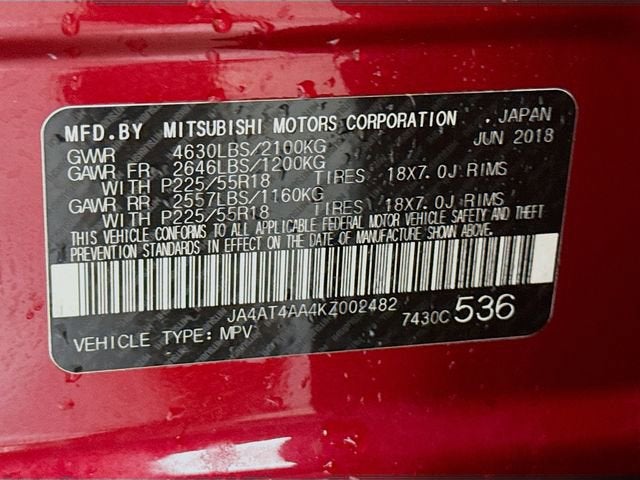 MFD.BY MITSUBISHI MOTORS CORPORATION , JAPAN
JUN 2018
GVWR 4630LBS/2100KG
GAWR FR 2646LBS/1200KG
WITH P225/55R18 TIRES 18X7.0J RIMS
GAWR RR 2557LBS/1160KG
WITH P225/55R18 TIRES 18X7.0J RIMS
THIS VEHICLE CONFORMS TO ALL APPLICABLE FEDERAL MOTOR VEHICLE SAFETY AND THEFT
PREVENTION STANDARDS IN EFFECT ON THE DATE OF MANUFACTURE SHOWN ABOVE.
JA4AT4AA4KZ002482
7430C 536
VEHICLE TYPE: MPV